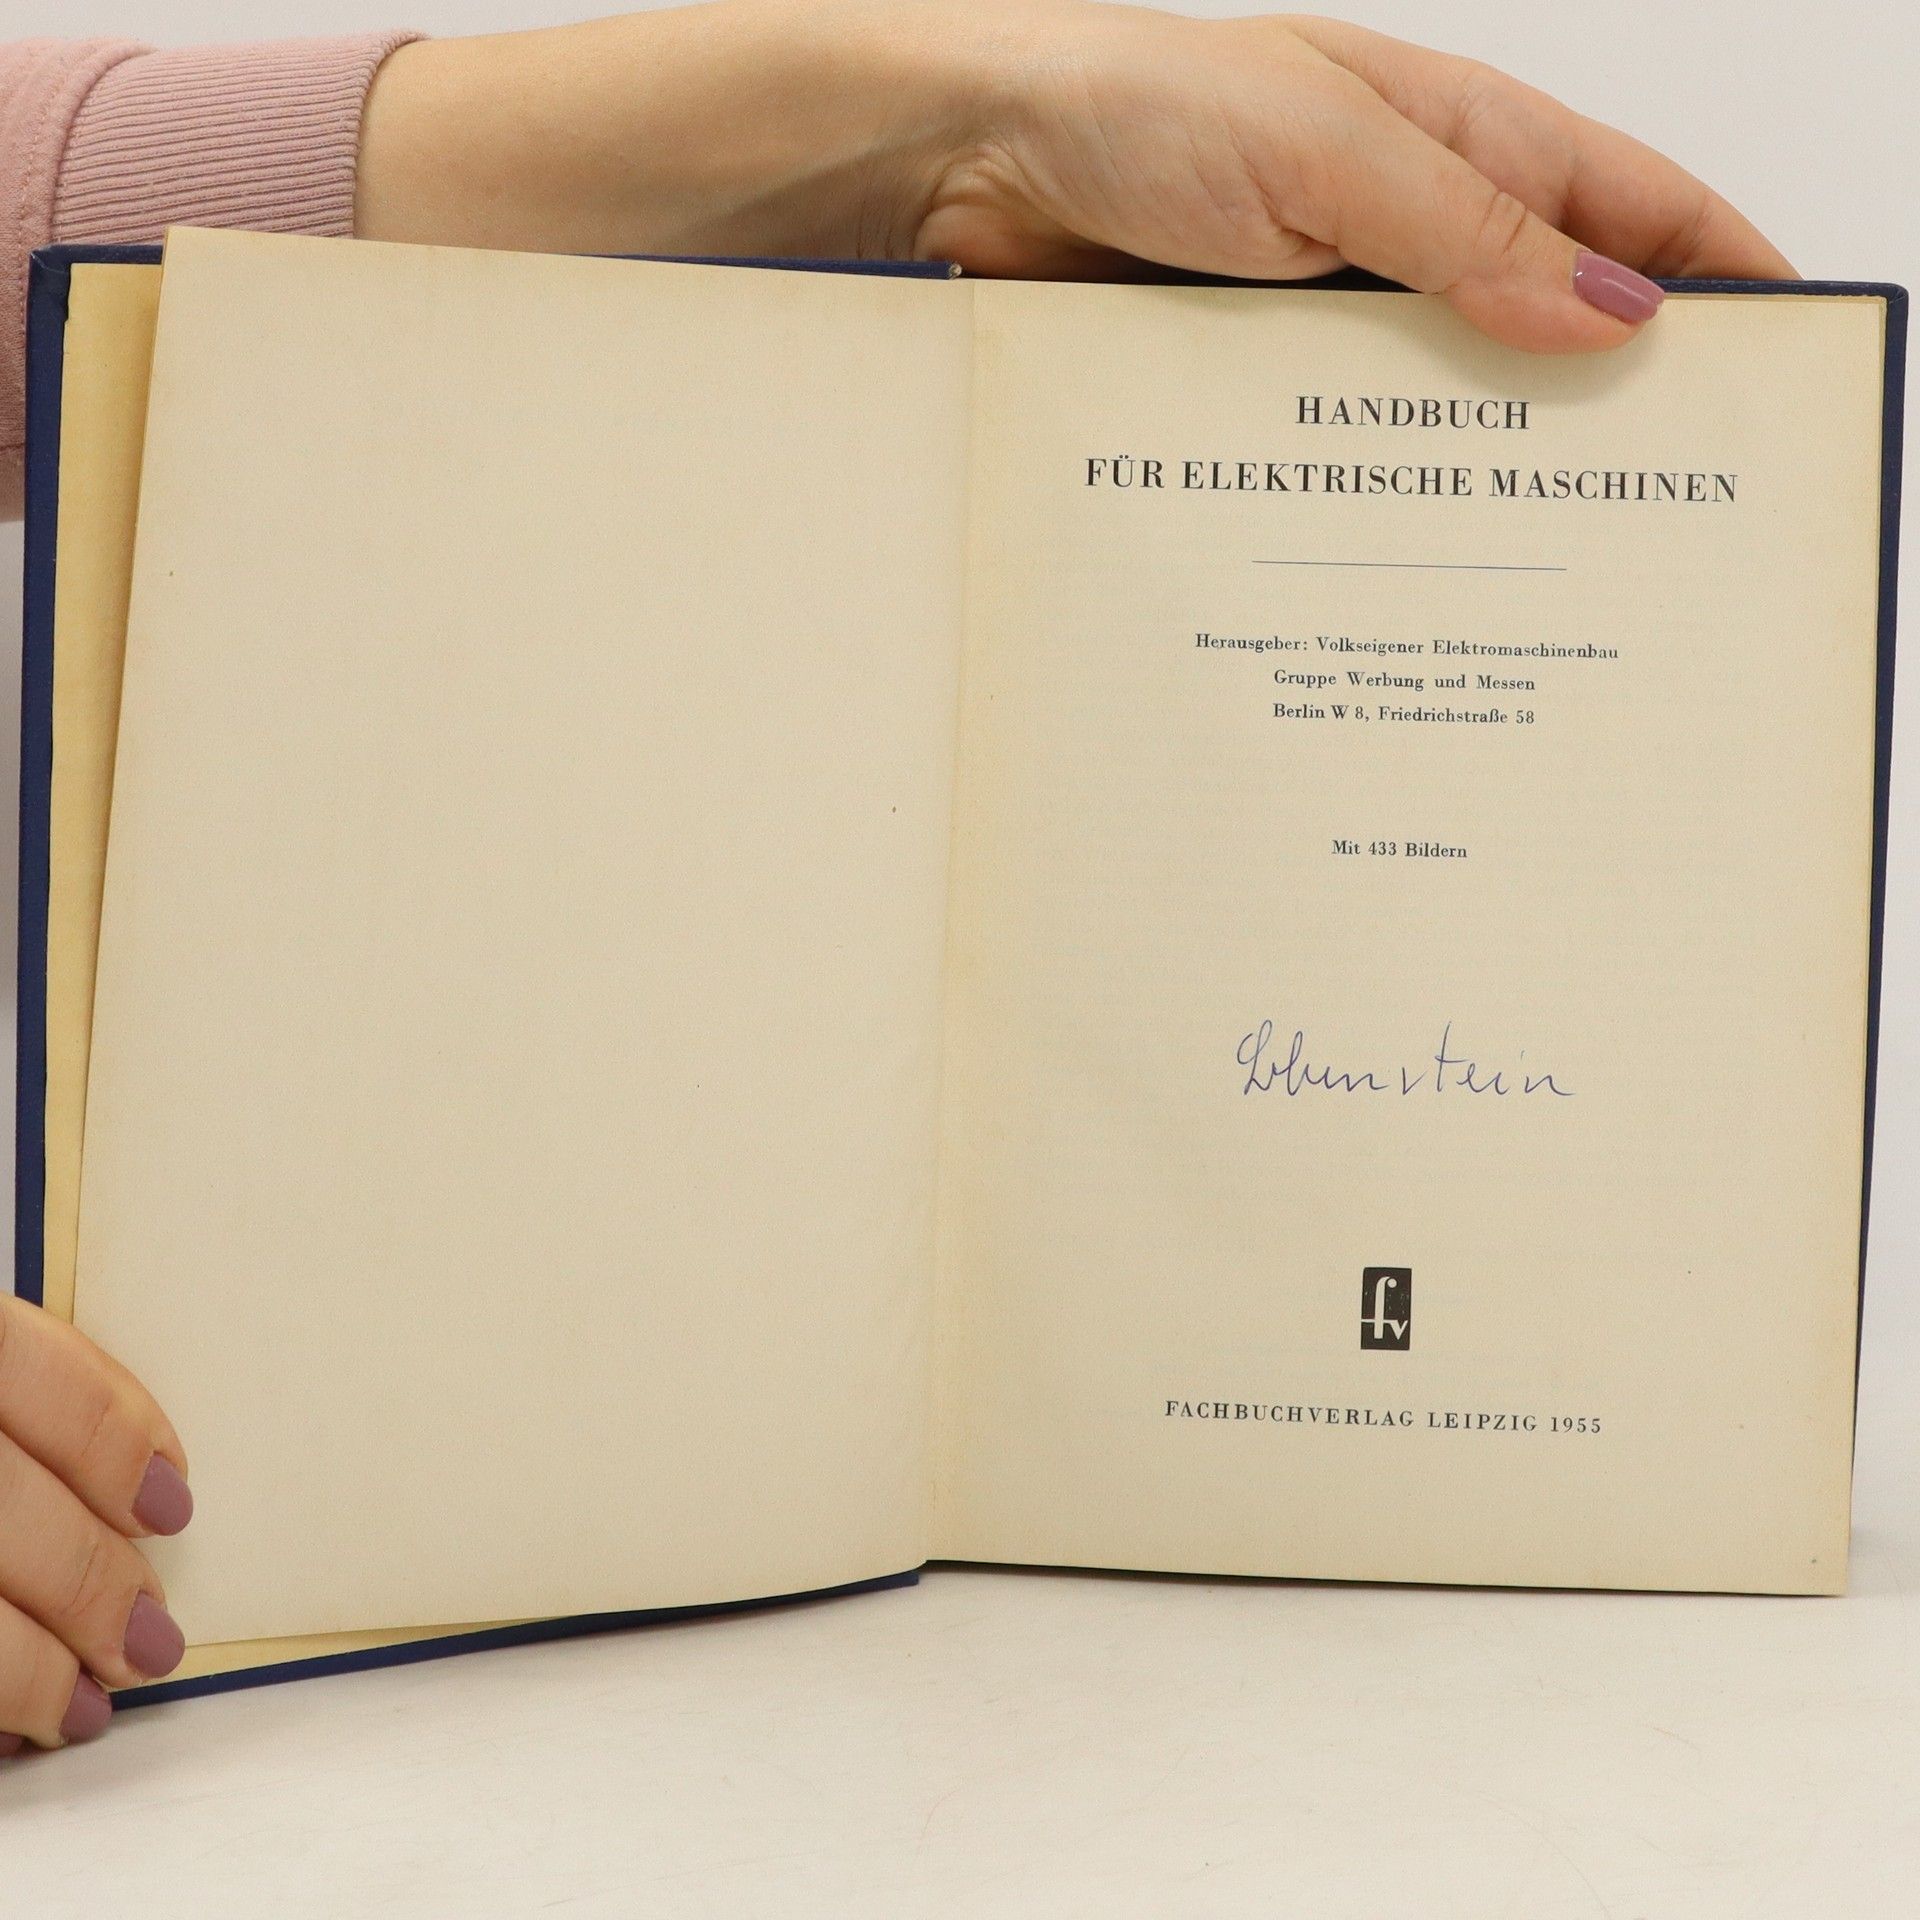 HANDBUCH
FÜR ELEKTRISCHE MASCHINEN
Herausgeber: Volkseigener Elektromaschinenbau
Gruppe Werbung und Messen
Berlin W 8, Friedrichstraße 58
Mit 433 Bildern
Lobenstein
fv
FACHBUCHVERLAG LEIPZIG 1955